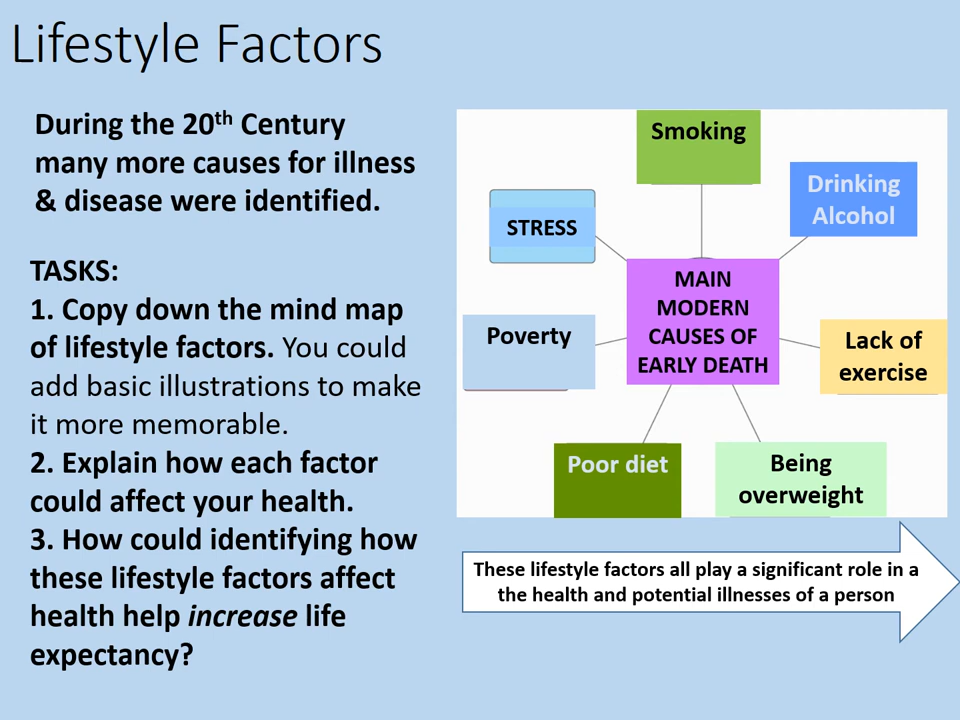 Lifestyle Factors
During the 20th Century
many more causes for illness
& disease were identified.
TASKS:
1. Copy down the mind map
of lifestyle factors. You could
add basic illustrations to make
it more memorable.
2. Explain how each factor
could affect your health.
3. How could identifying how
these lifestyle factors affect
health help increase life
expectancy?
Smoking
Drinking
Alcohol
STRESS
MAIN
MODERN
CAUSES OF
EARLY DEATH
Poverty
Lack of
exercise
Poor diet
Being
overweight
These lifestyle factors all play a significant role in a
the health and potential illnesses of a person